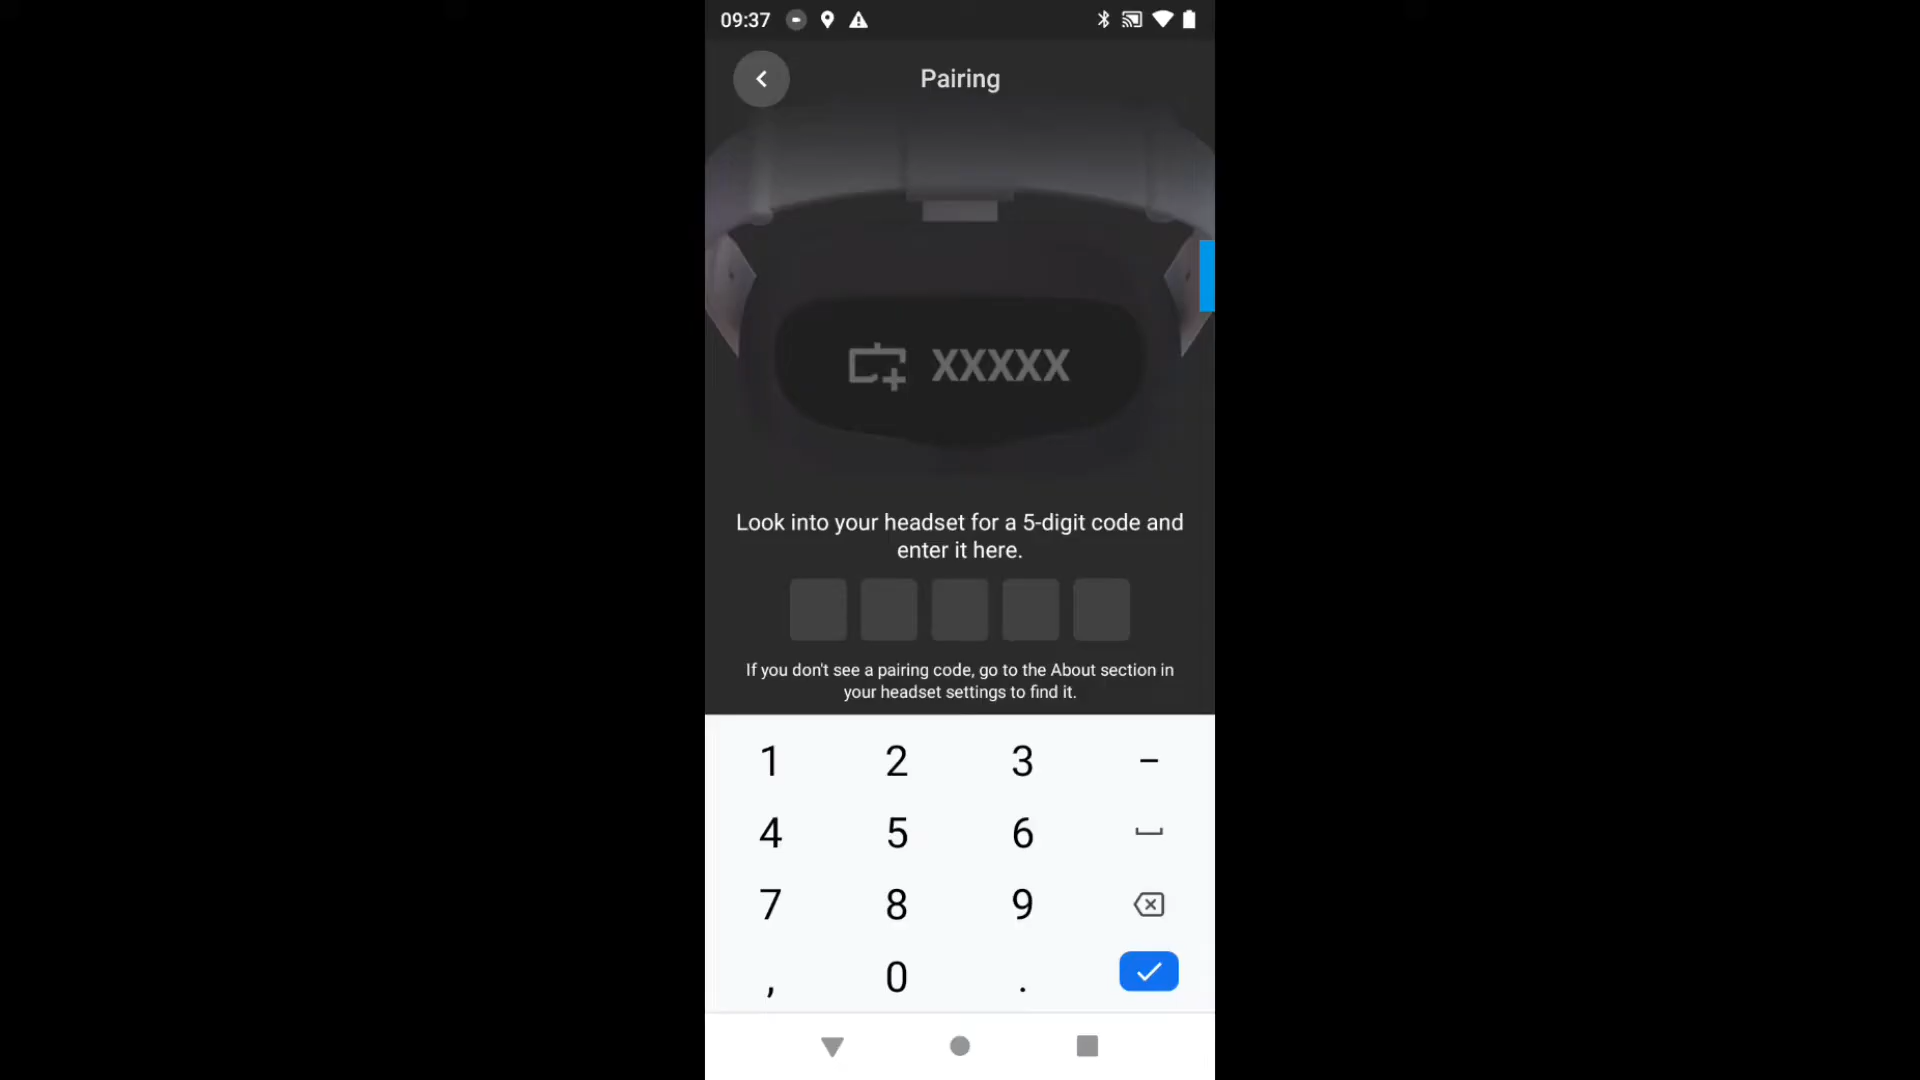 09:37
Pairing
XXXXX
Look into your headset for a 5-digit code and
enter it here.
If you don't see a pairing code, go to the About section in
your headset settings to find it.
1 2 3 –
4 5 6
7 8 9
, 0 .